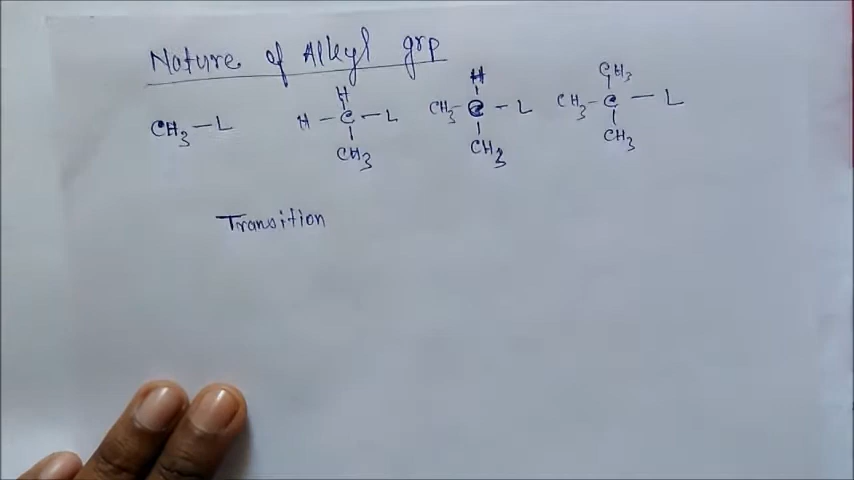 Nature of Alkyl grp
H H CH3
CH3-L H-C-L CH3-C-L CH3-C-L
CH3 CH3 CH3
Transition